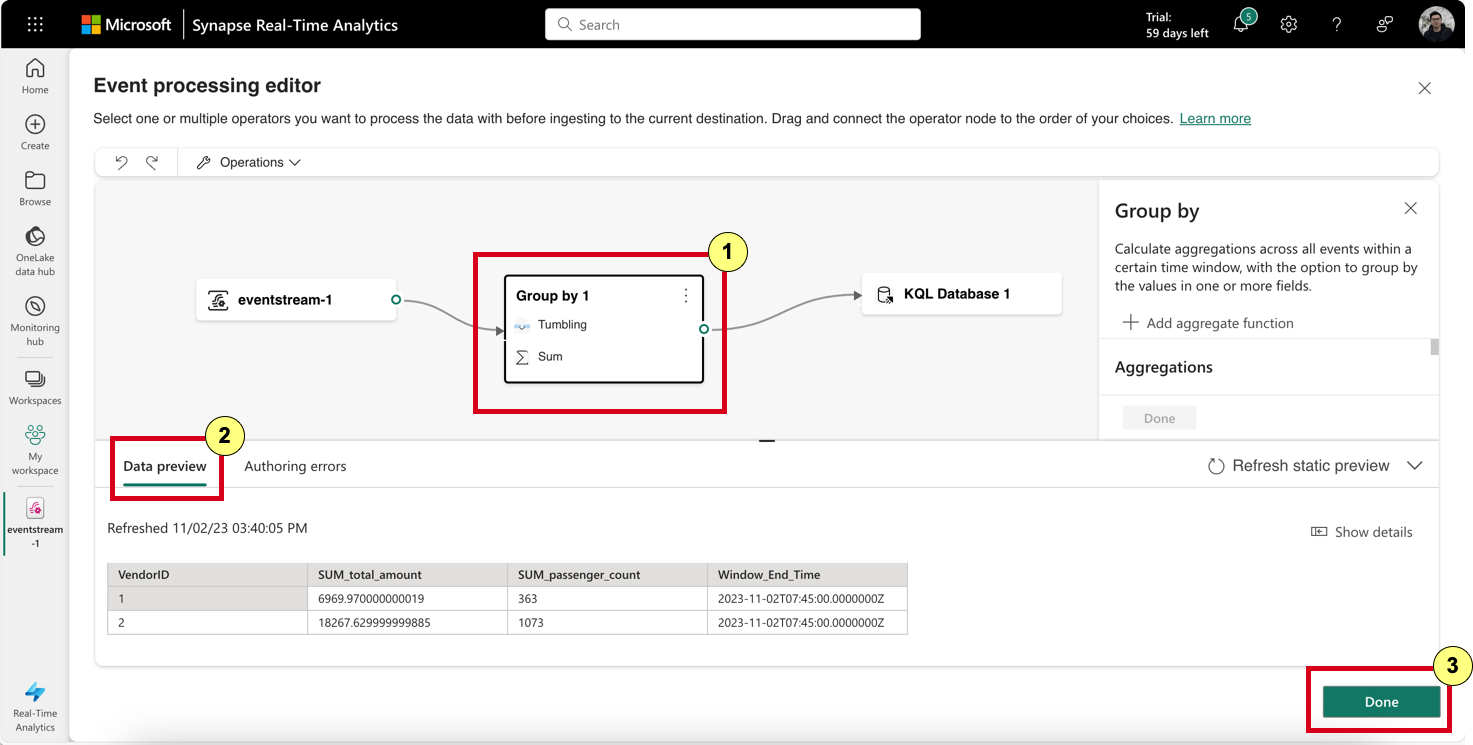 Microsoft
Synapse Real-Time Analytics
Search
Trial:
59 days left
5
?
Home
Create
Browse
OneLake
data hub
Monitoring
hub
Workspaces
My
workspace
eventstream
-1
Real-Time
Analytics
Event processing editor
Select one or multiple operators you want to process the data with before ingesting to the current destination. Drag and connect the operator node to the order of your choices. Learn more
Operations
eventstream-1
1
Group by 1
Tumbling
Sum
KQL Database 1
Group by
Calculate aggregations across all events within a
certain time window, with the option to group by
the values in one or more fields.
Add aggregate function
Aggregations
Done
2
Data preview
Authoring errors
Refresh static preview
Refreshed 11/02/23 03:40:05 PM
Show details
VendorID SUM_total_amount SUM_passenger_count Window_End_Time
1 6969.970000000019 363 2023-11-02T07:45:00.0000000Z
2 18267.629999999885 1073 2023-11-02T07:45:00.0000000Z
3
Done